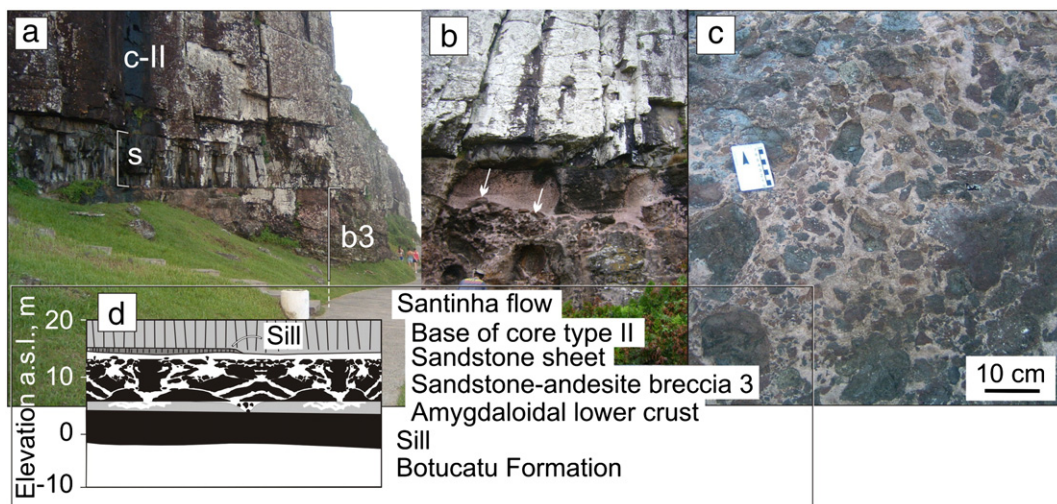 a
c-II
s
b3
b
c
10 cm
d
Elevation a.s.l., m
20
10
0
-10
Sill
Santinha flow
Base of core type II
Sandstone sheet
Sandstone-andesite breccia 3
Amygdaloidal lower crust
Sill
Botucatu Formation